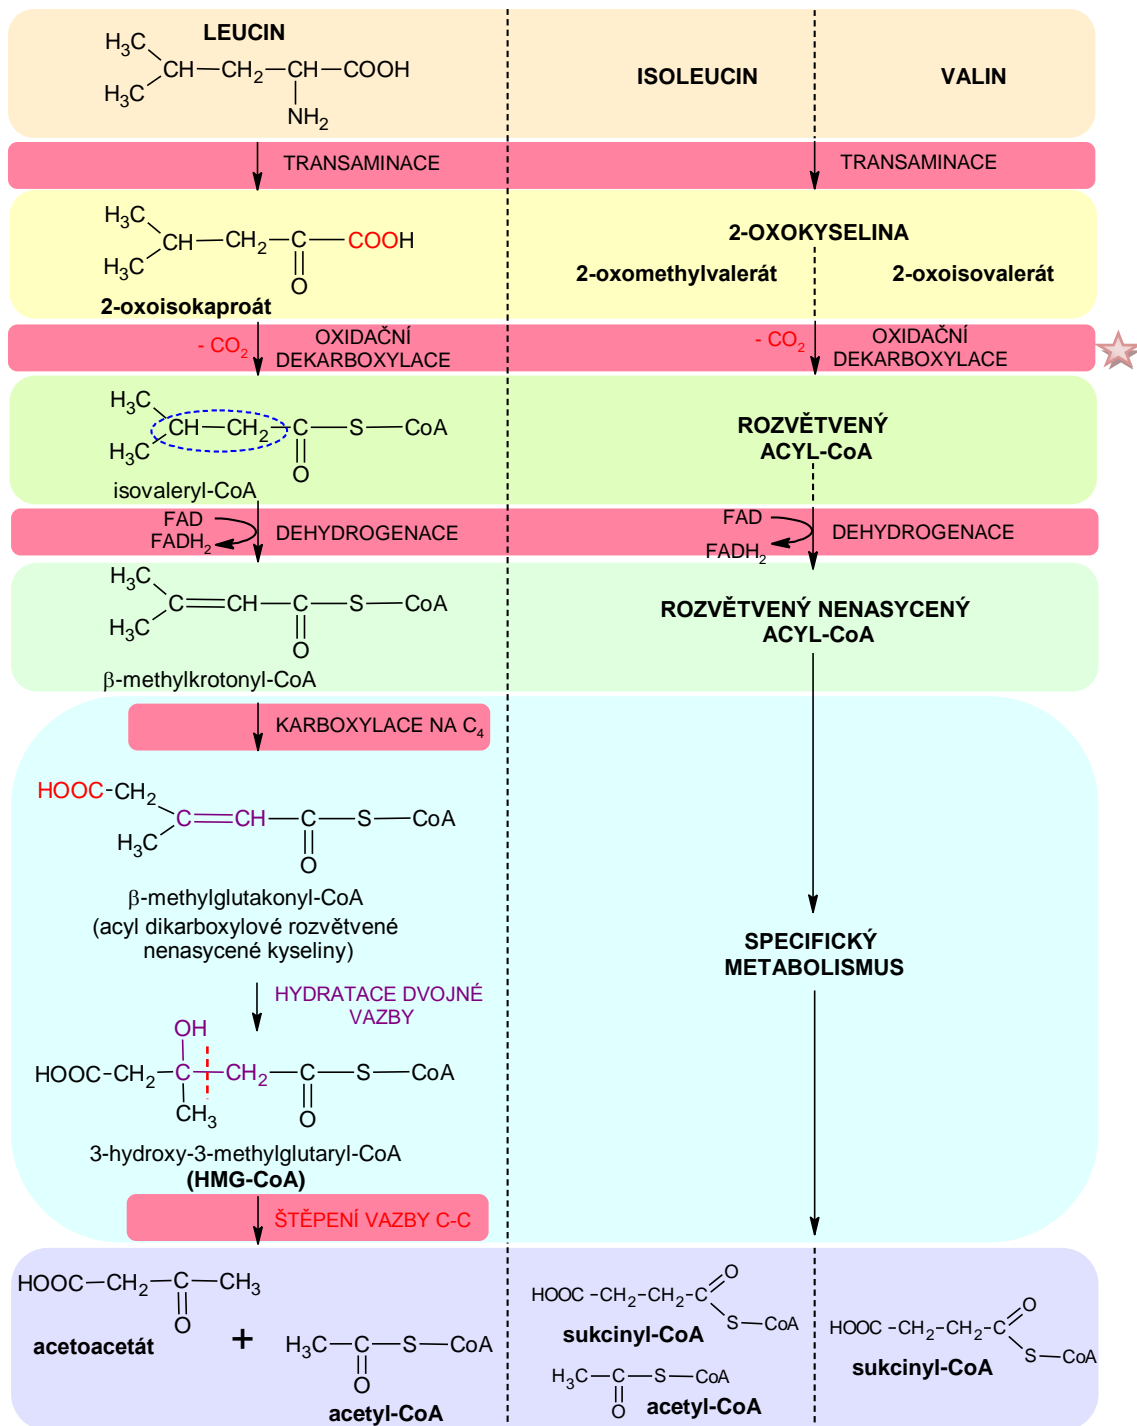 LEUCIN
H3C
CH—CH2—CH—COOH
H3C
NH2
ISOLEUCIN
VALIN
TRANSAMINACE
TRANSAMINACE
H3C
CH—CH2—C—COOH
H3C
O
2-oxoisokaproát
2-OXOKYSELINA
2-oxomethylvalerát
2-oxoisovalerát
- CO2
OXIDAČNÍ
DEKARBOXYLACE
- CO2
OXIDAČNÍ
DEKARBOXYLACE
H3C
CH—CH2—C—S—CoA
H3C
O
isovaleryl-CoA
ROZVĚTVENÝ
ACYL-CoA
FAD
FADH2
DEHYDROGENACE
FAD
FADH2
DEHYDROGENACE
H3C
C=CH—C—S—CoA
H3C
O
β-methylkrotonyl-CoA
ROZVĚTVENÝ NENASYCENÝ
ACYL-CoA
KARBOXYLACE NA C4
HOOC-CH2
C=CH—C—S—CoA
H3C
O
β-methylglutakonyl-CoA
(acyl dikarboxylové rozvětvené
nenasycené kyseliny)
SPECIFICKÝ
METABOLISMUS
HYDRATACE DVOJNÉ
VAZBY
OH
HOOC—CH2—C—CH2—C—S—CoA
CH3
O
3-hydroxy-3-methylglutaryl-CoA
(HMG-CoA)
ŠTĚPENÍ VAZBY C-C
HOOC—CH2—C—CH3
O
acetoacetát
+
H3C—C—S—CoA
O
acetyl-CoA
O
HOOC—CH2—CH2—C
S—CoA
sukcinyl-CoA
H3C—C—S—CoA
O
acetyl-CoA
O
HOOC—CH2—CH2—C
S—CoA
sukcinyl-CoA